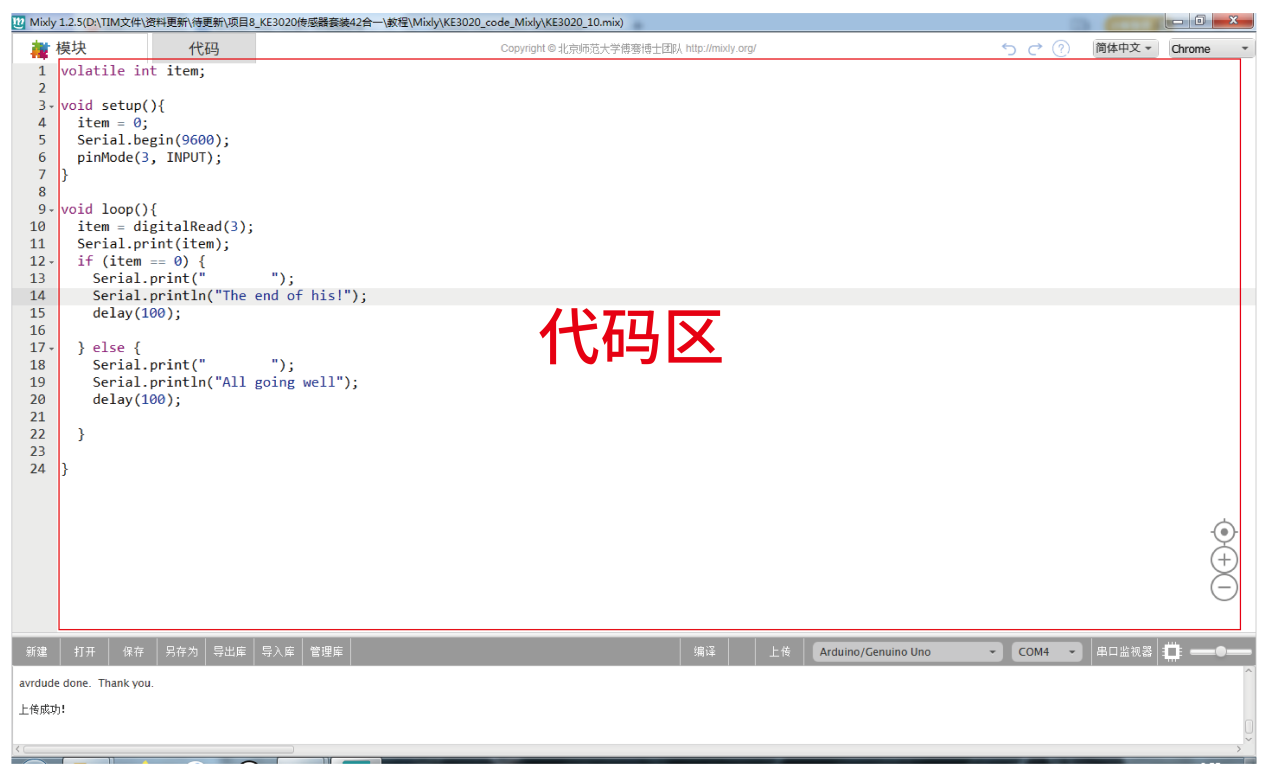 Mixly 1.2.5(D:\TIM文件\资料更新\待更新\项目8_KE3020传感器套装42合一\教程\Mixly\KE3020_code_Mixly\KE3020_10.mix)
模块 代码 Copyright © 北京师范大学傅骞博士团队 http://mixly.org/ 简体中文 Chrome
1 volatile int item;
2
3 void setup(){
4 item = 0;
5 Serial.begin(9600);
6 pinMode(3, INPUT);
7 }
8
9 void loop(){
10 item = digitalRead(3);
11 Serial.print(item);
12 if (item == 0) {
13 Serial.print("        ");
14 Serial.println("The end of his!");
15 delay(100);
16
17 } else {
18 Serial.print("        ");
19 Serial.println("All going well");
20 delay(100);
21
22 }
23
24 }
代码区
新建 打开 保存 另存为 导出库 导入库 管理库 编译 上传 Arduino/Genuino Uno COM4 串口监视器
avrdude done. Thank you.
上传成功!